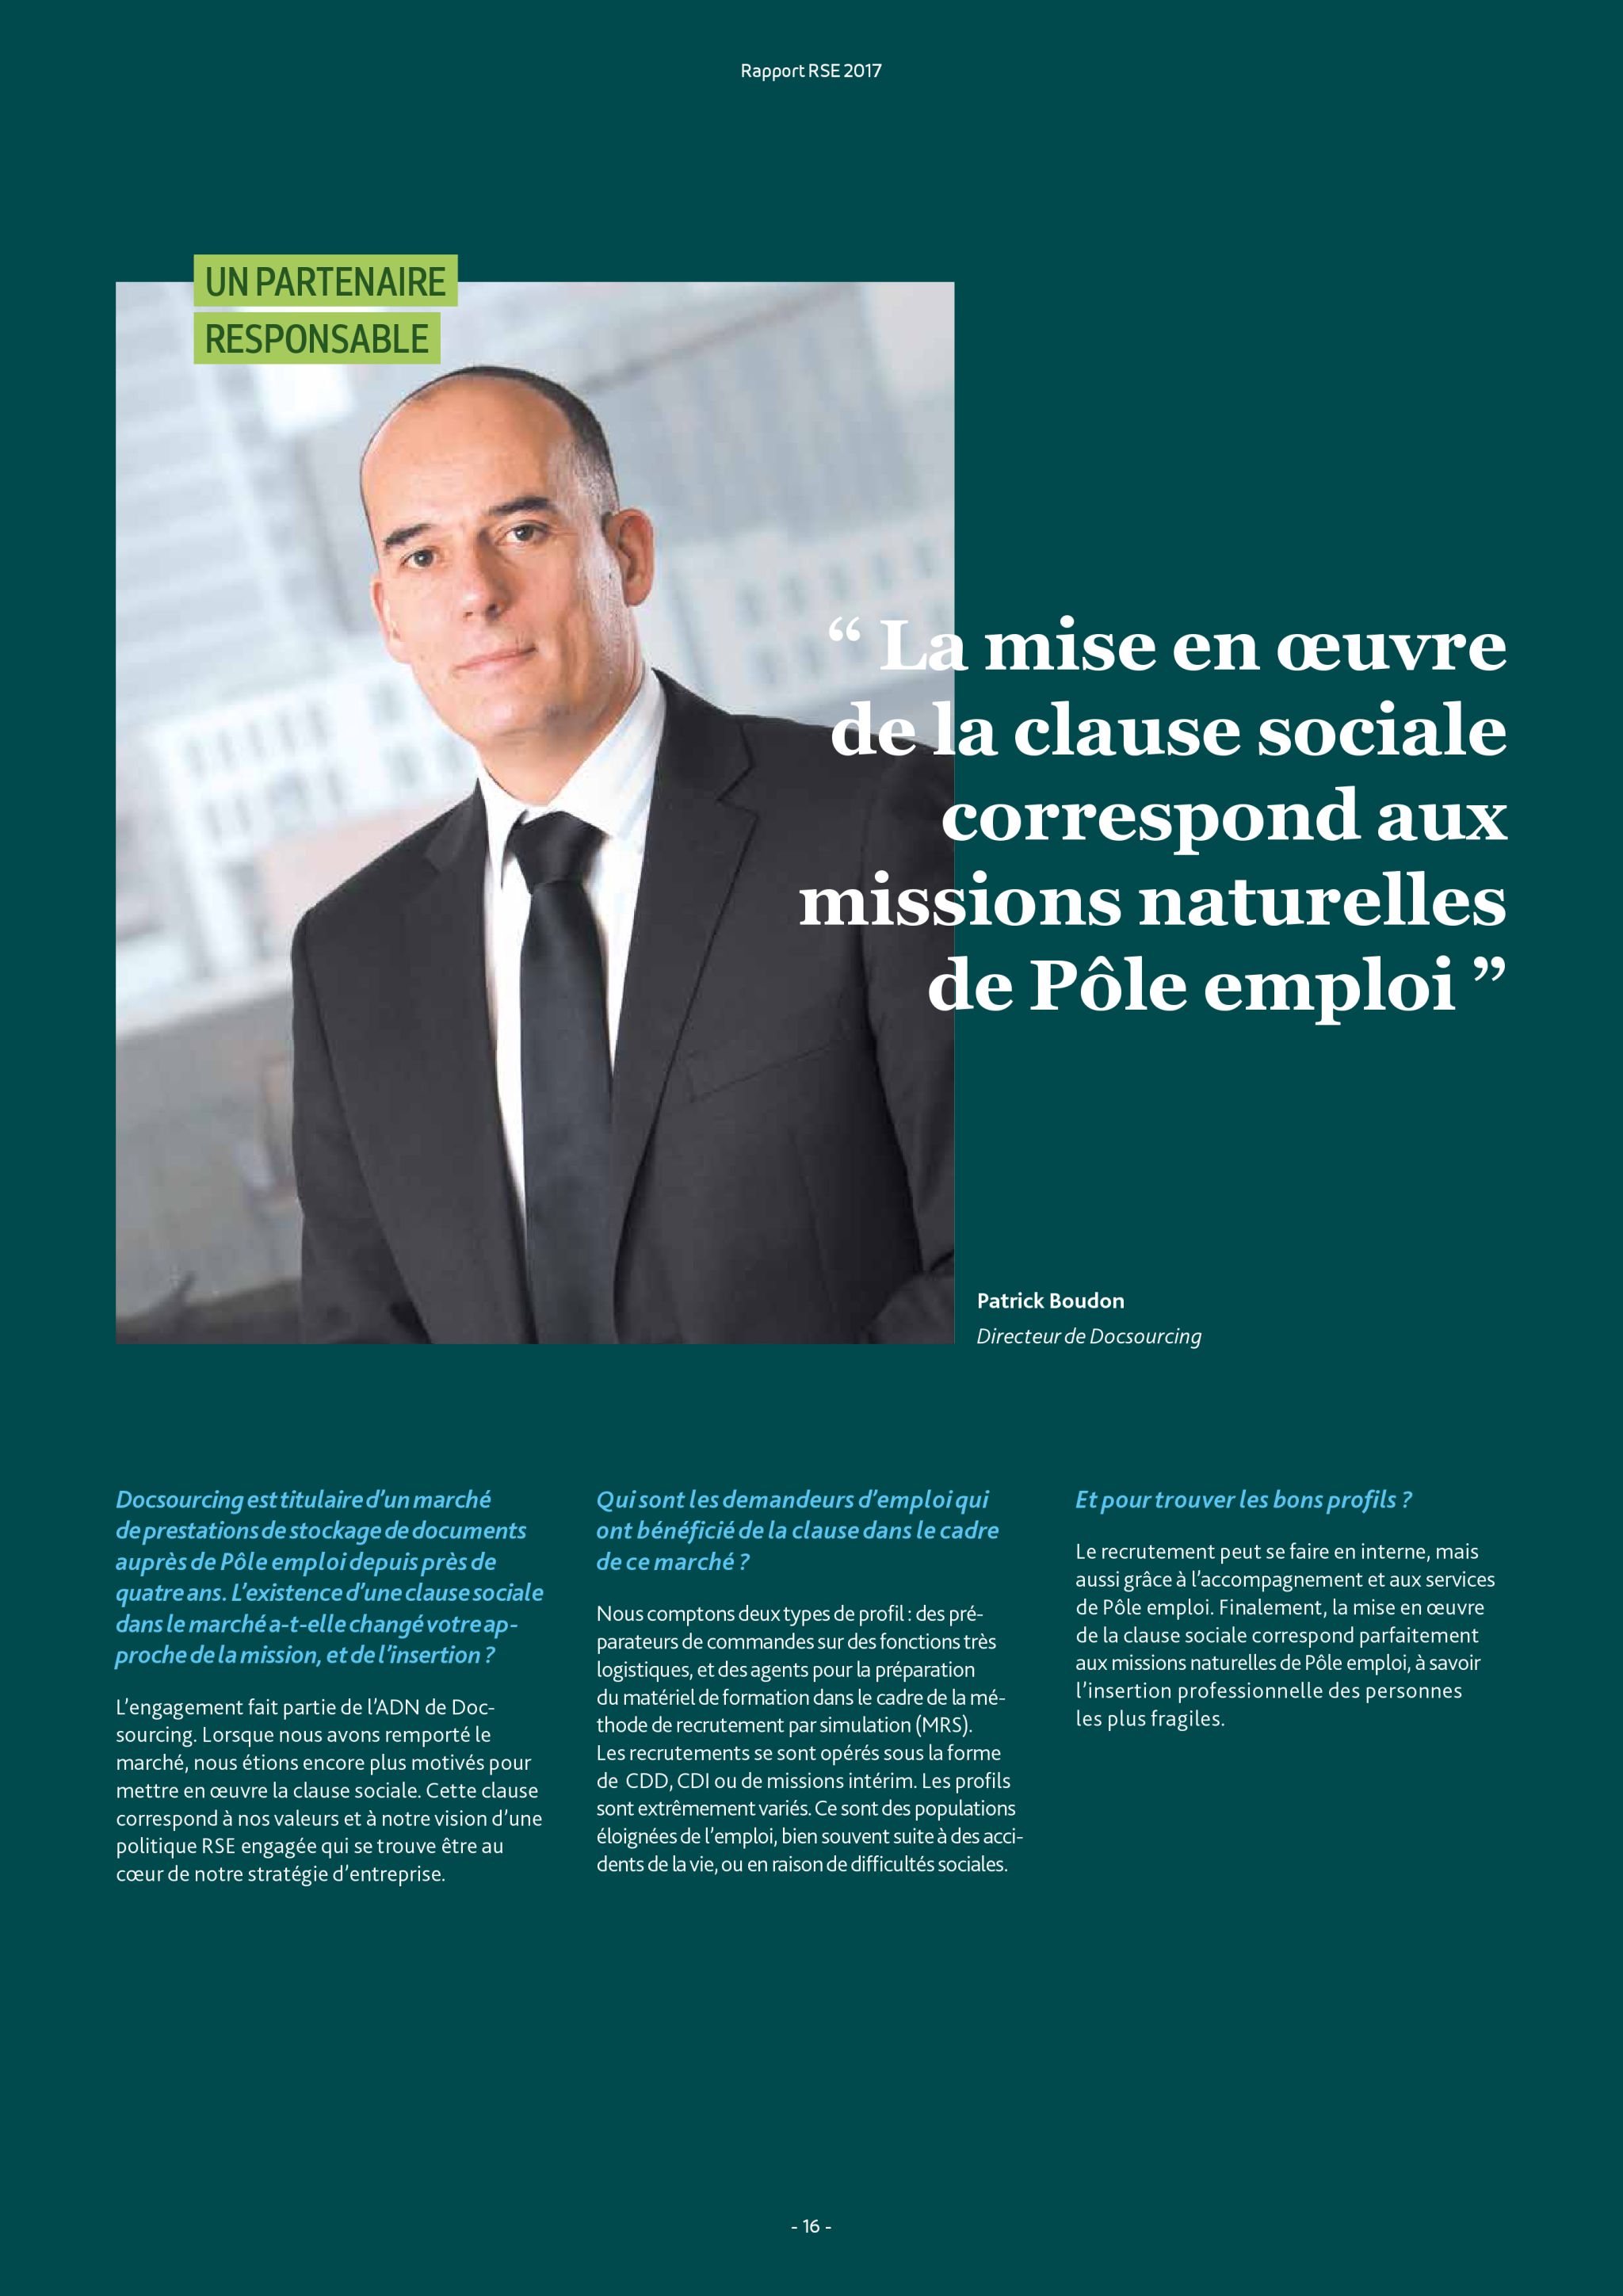 Rapport RSE 2017
UN PARTENAIRE
RESPONSABLE
“ La mise en œuvre
de la clause sociale
correspond aux
missions naturelles
de Pôle emploi ”
Patrick Boudon
Directeur de Docsourcing
Docsourcing est titulaire d’un marché
de prestations de stockage de documents
auprès de Pôle emploi depuis près de
quatre ans. L’existence d’une clause sociale
dans le marché a-t-elle changé votre ap-
proche de la mission, et de l’insertion ?
L’engagement fait partie de l’ADN de Doc-
sourcing. Lorsque nous avons remporté le
marché, nous étions encore plus motivés pour
mettre en œuvre la clause sociale. Cette clause
correspond à nos valeurs et à notre vision d’une
politique RSE engagée qui se trouve être au
cœur de notre stratégie d’entreprise.
Qui sont les demandeurs d’emploi qui
ont bénéficié de la clause dans le cadre
de ce marché ?
Nous comptons deux types de profil : des pré-
parateurs de commandes sur des fonctions très
logistiques, et des agents pour la préparation
du matériel de formation dans le cadre de la mé-
thode de recrutement par simulation (MRS).
Les recrutements se sont opérés sous la forme
de CDD, CDI ou de missions intérim. Les profils
sont extrêmement variés. Ce sont des populations
éloignées de l’emploi, bien souvent suite à des acci-
dents de la vie, ou en raison de difficultés sociales.
Et pour trouver les bons profils ?
Le recrutement peut se faire en interne, mais
aussi grâce à l’accompagnement et aux services
de Pôle emploi. Finalement, la mise en œuvre
de la clause sociale correspond parfaitement
aux missions naturelles de Pôle emploi, à savoir
l’insertion professionnelle des personnes
les plus fragiles.
- 16 -